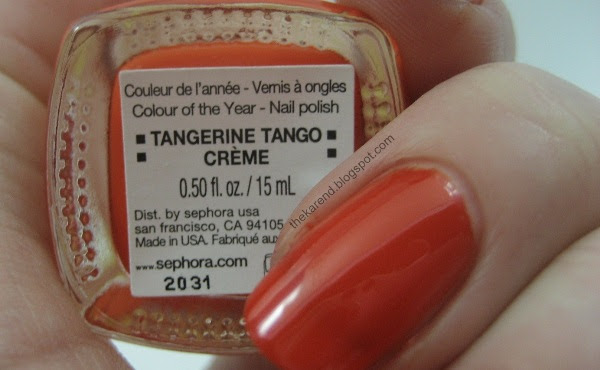 Couleur de l'année - Vernis à ongles
Colour of the Year - Nail polish
TANGERINE TANGO
CRÈME
0.50 fl. oz. / 15 mL
Dist. by sephora usa
san francisco, CA 94105
Made in USA. Fabriqué aux
www.sephora.com
2031
thekarend.blogspot.com